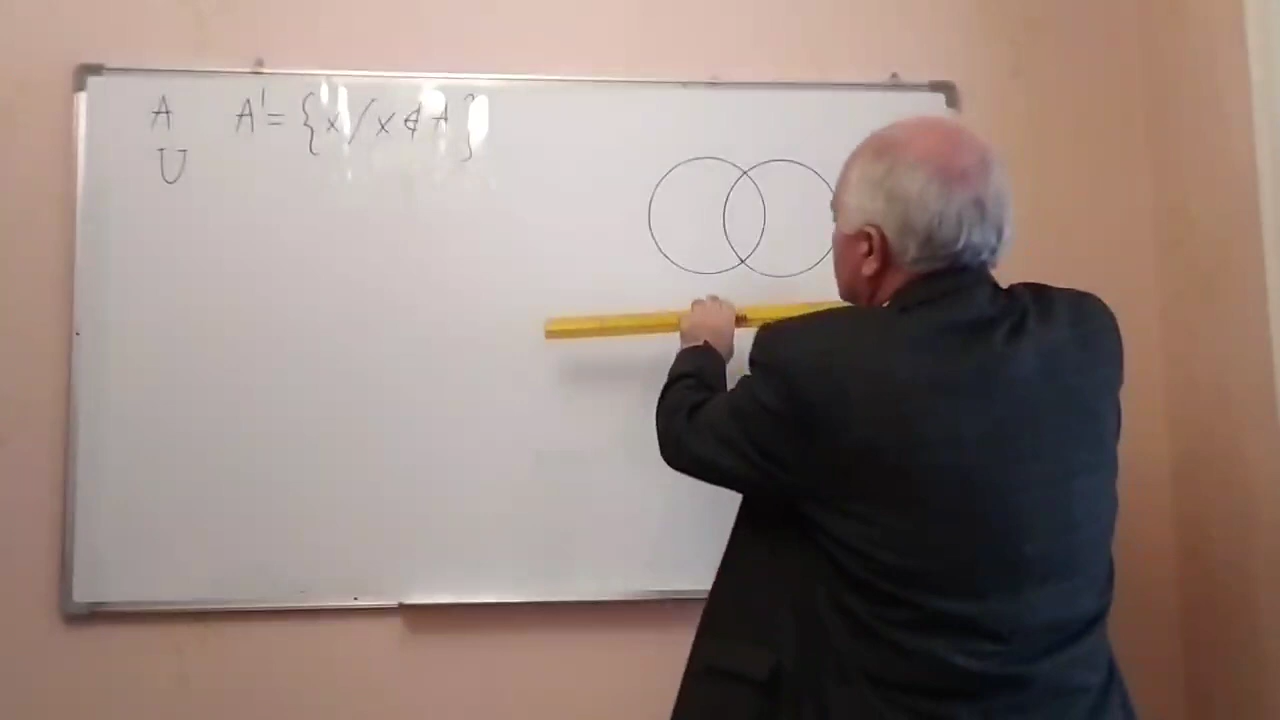 A A' = {x / x ∉ A}
U